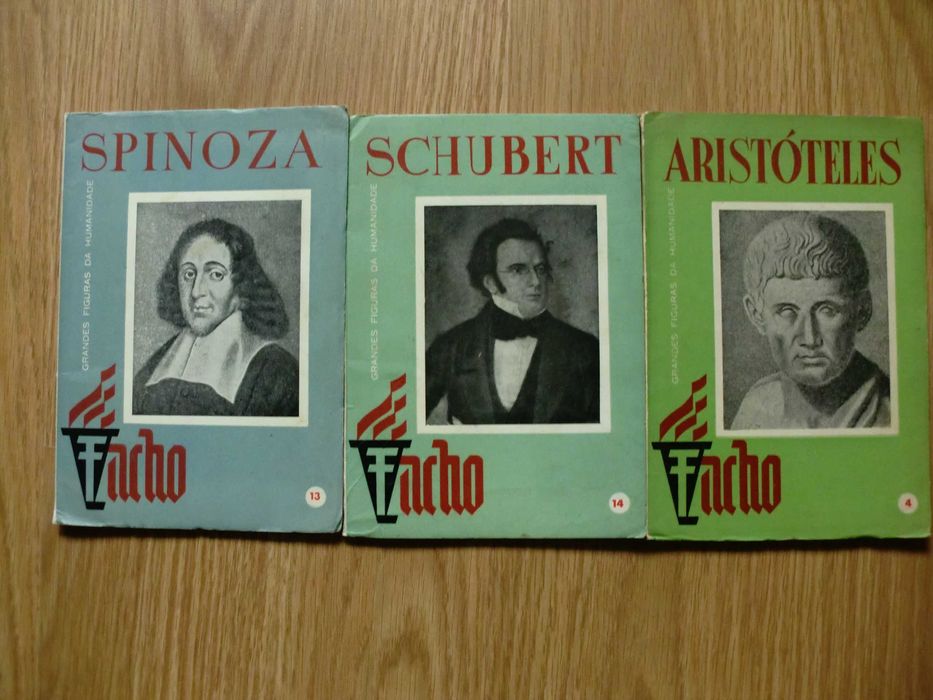 SPINOZA
GRANDES FIGURAS DA HUMANIDADE
Facho
13
SCHUBERT
GRANDES FIGURAS DA HUMANIDADE
Facho
14
ARISTÓTELES
GRANDES FIGURAS DA HUMANIDADE
Facho
4